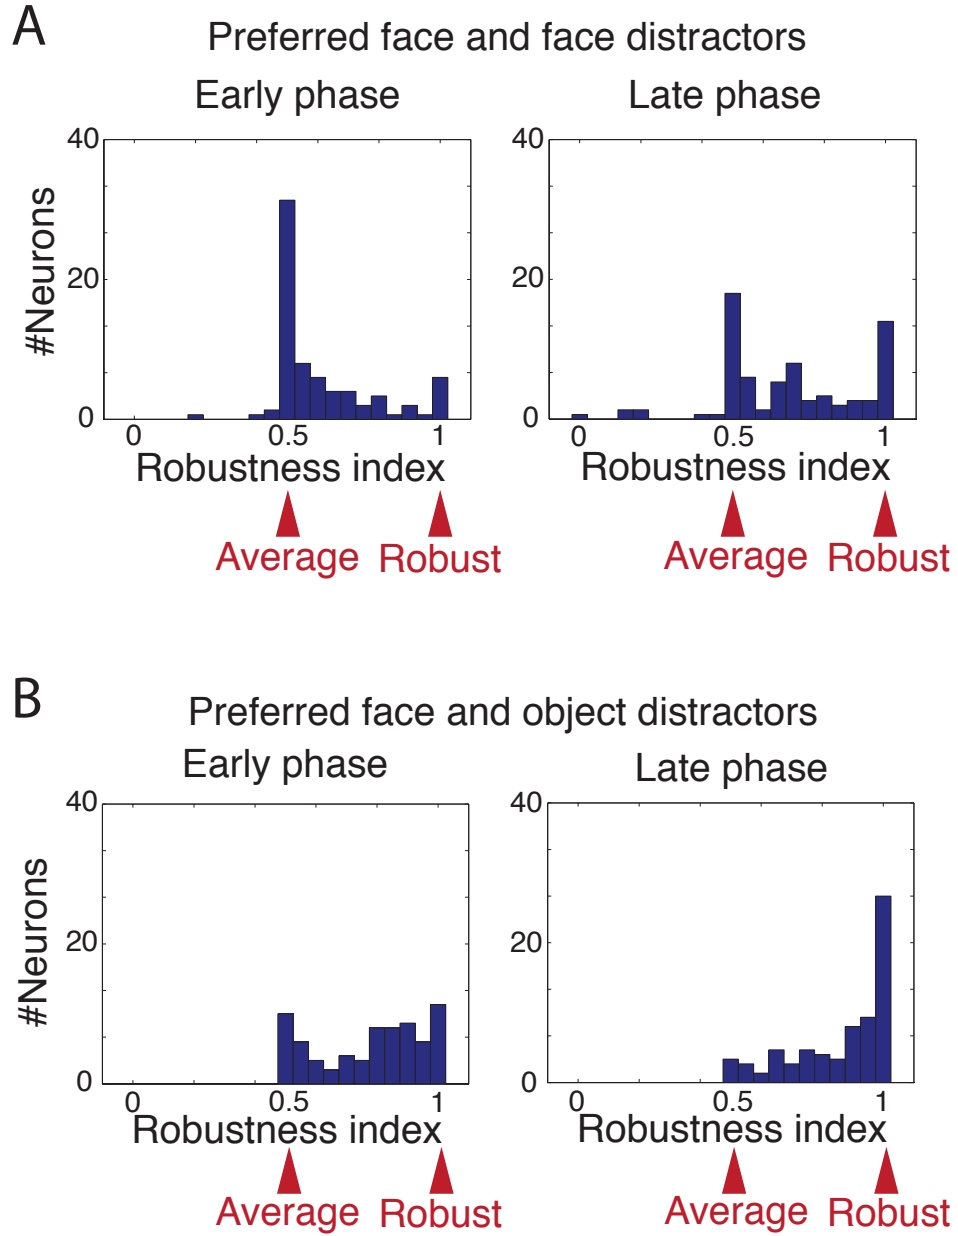 A
Preferred face and face distractors
Early phase
Late phase
#Neurons
40
20
0
0 0.5 1
Robustness index
Average Robust
40
20
0
0 0.5 1
Robustness index
Average Robust
B
Preferred face and object distractors
Early phase
Late phase
#Neurons
40
20
0
0 0.5 1
Robustness index
Average Robust
40
20
0
0 0.5 1
Robustness index
Average Robust